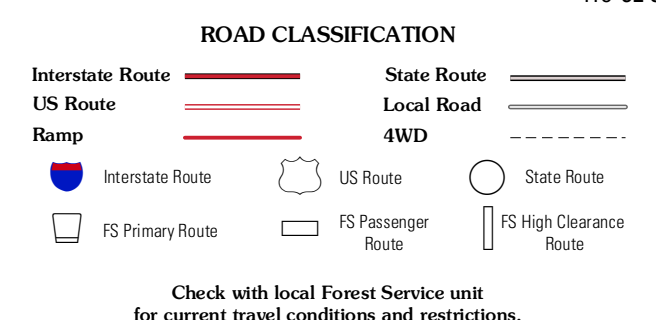 ROAD CLASSIFICATION
Interstate Route State Route
US Route Local Road
Ramp 4WD
Interstate Route US Route State Route
FS Primary Route FS Passenger Route FS High Clearance Route
Check with local Forest Service unit
for current travel conditions and restrictions.